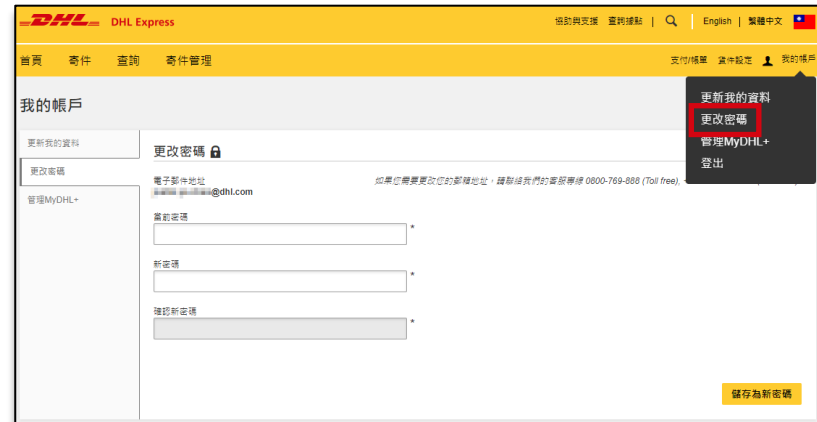 DHL DHL Express
協助與支援 查詢據點 | English | 繁體中文
首頁 寄件 查詢 寄件管理
支付/帳單 寄件設定 我的帳戶
更新我的資料
更改密碼
管理MyDHL+
登出
我的帳戶
更新我的資料
更改密碼
管理MyDHL+
更改密碼
電子郵件地址
@dhl.com
如果您需要更改您的郵箱地址,請聯絡我們的客服專線 0800-769-888 (Toll free),
當前密碼
*
新密碼
*
確認新密碼
*
儲存為新密碼